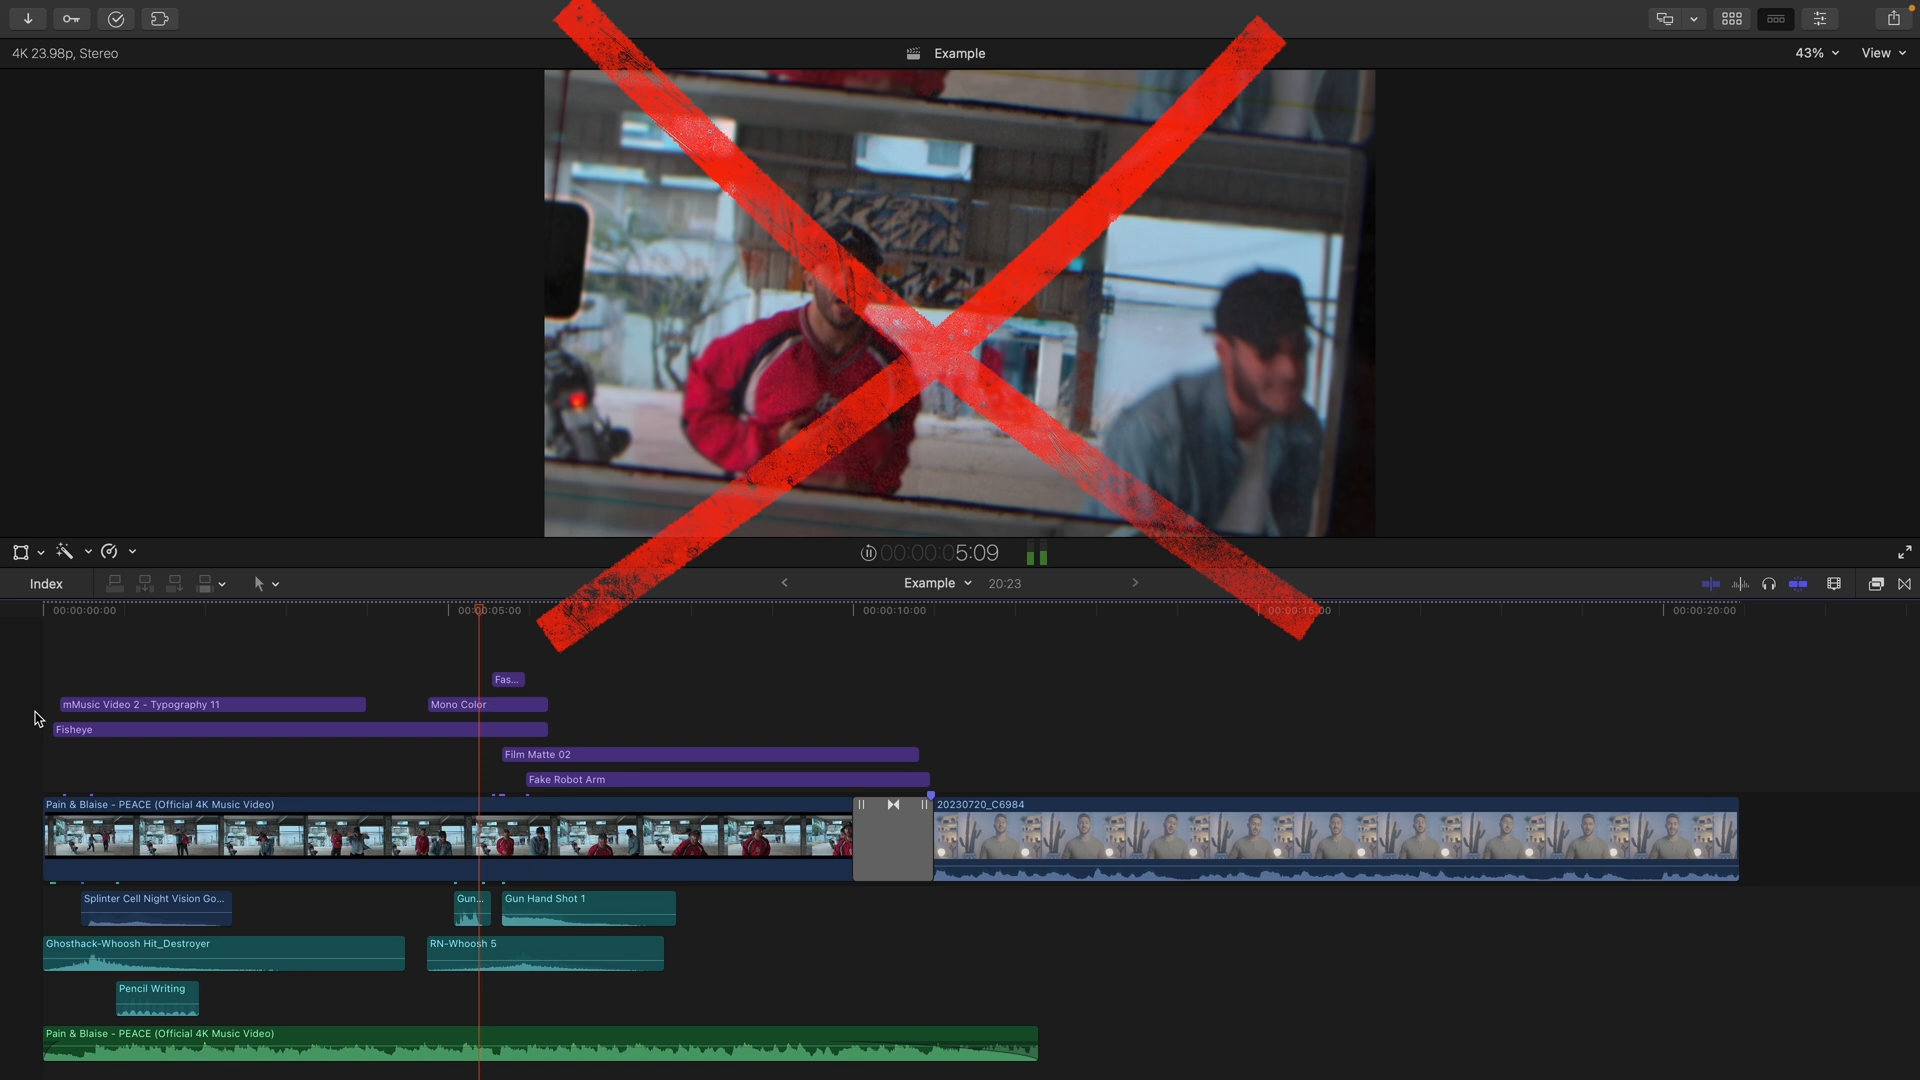 4K 23.98p, Stereo
Example
43%
View
00:00:05:09
Index
Example
20:23
00:00:00:00
00:00:05:00
00:00:10:00
00:00:15:00
00:00:20:00
Fas...
mMusic Video 2 - Typography 11
Mono Color
Fisheye
Film Matte 02
Fake Robot Arm
Pain & Blaise - PEACE (Official 4K Music Video)
20230720_C6984
Splinter Cell Night Vision Go...
Gun...
Gun Hand Shot 1
Ghosthack-Whoosh Hit_Destroyer
RN-Whoosh 5
Pencil Writing
Pain & Blaise - PEACE (Official 4K Music Video)